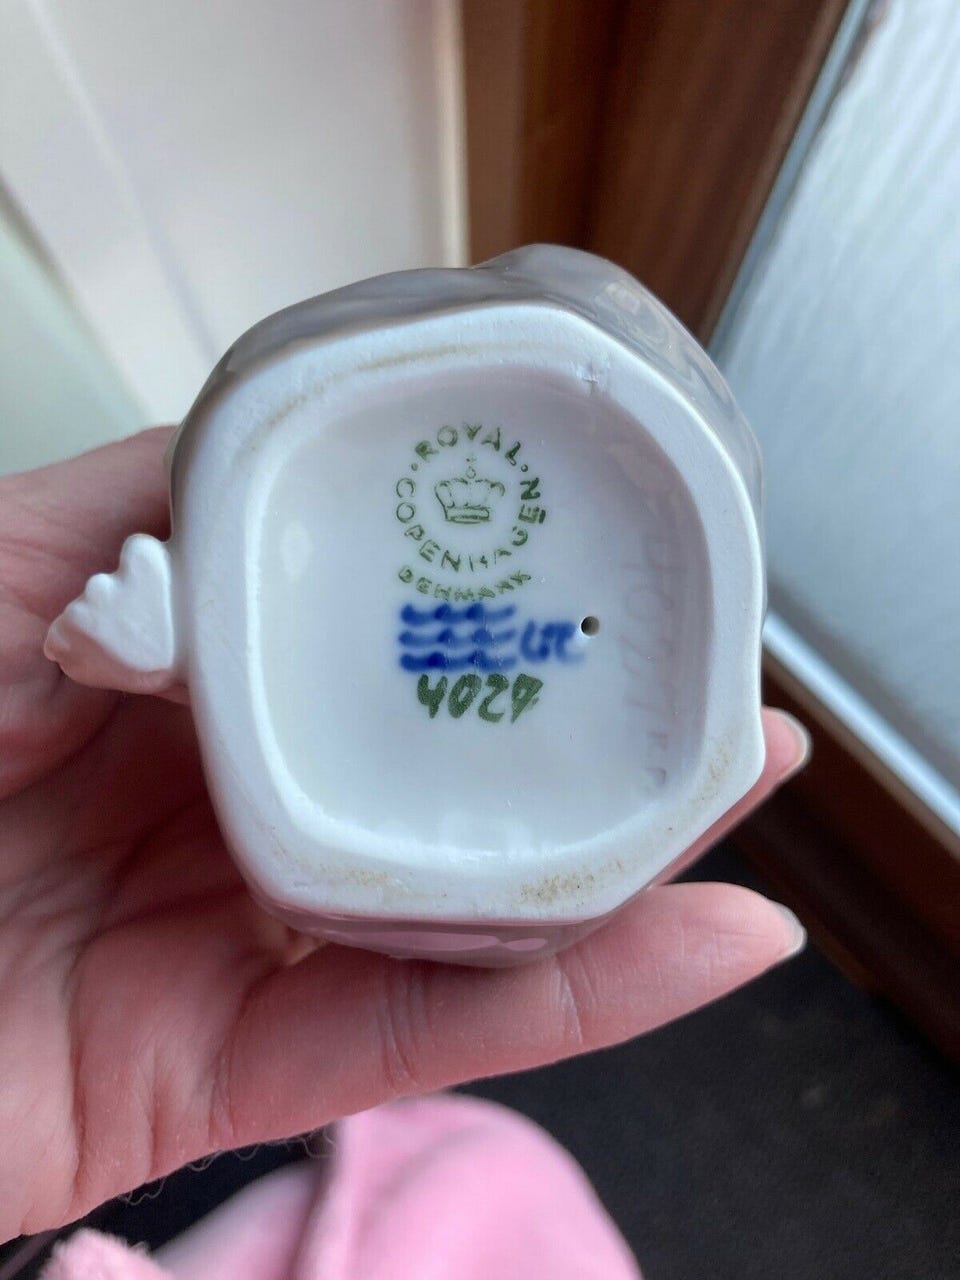 ROYAL
COPENHAGEN
DENMARK
4027